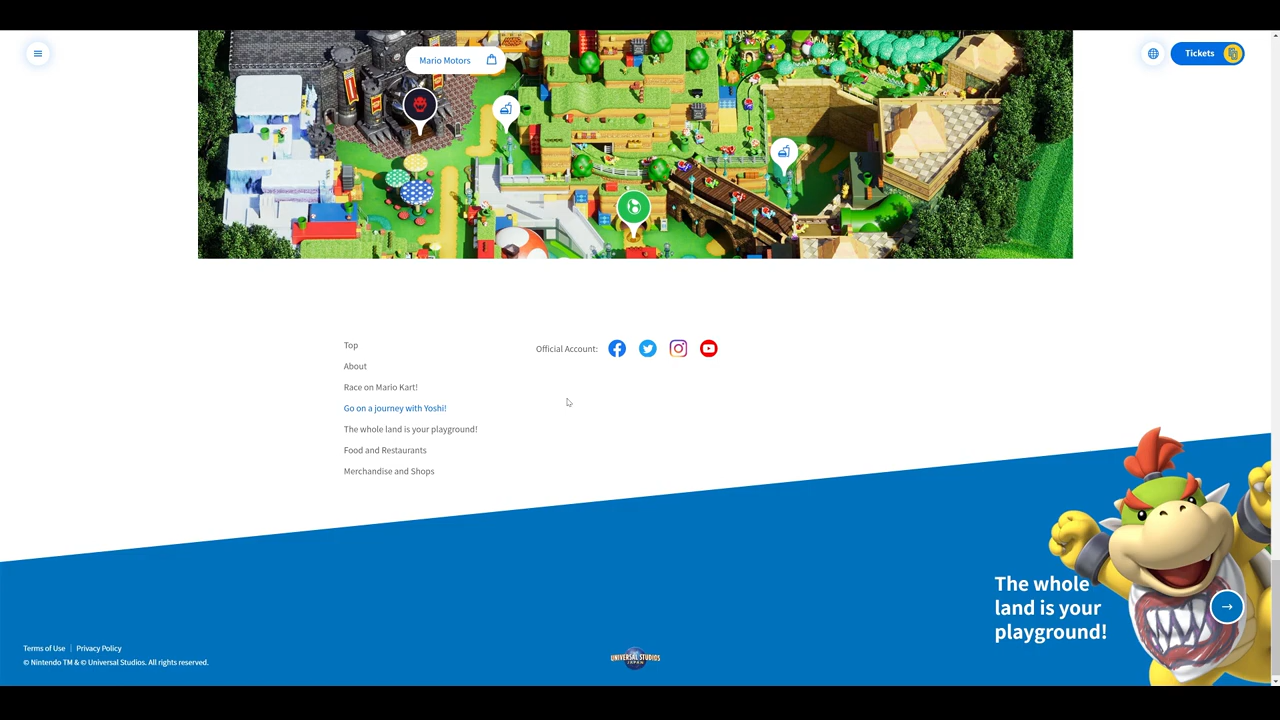 Mario Motors
Tickets
Top
About
Race on Mario Kart!
Go on a journey with Yoshi!
The whole land is your playground!
Food and Restaurants
Merchandise and Shops
Official Account:
The whole
land is your
playground!
Terms of Use | Privacy Policy
© Nintendo TM & © Universal Studios. All rights reserved.
UNIVERSAL STUDIOS
JAPAN